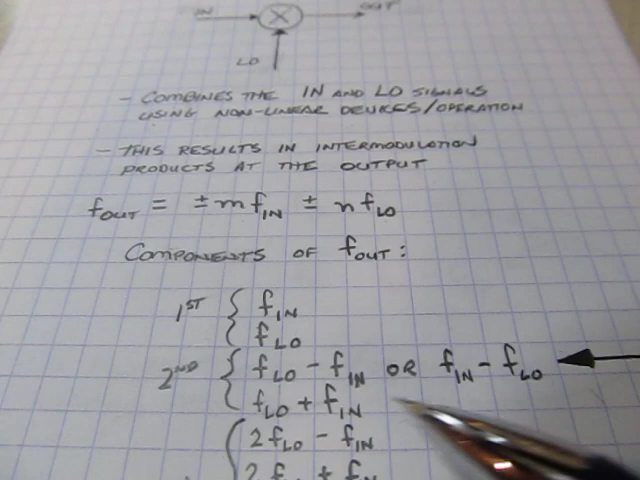 IN
OUT
LO
- COMBINES THE IN AND LO SIGNALS
USING NON-LINEAR DEVICES/OPERATION
- THIS RESULTS IN INTERMODULATION
PRODUCTS AT THE OUTPUT
fOUT = ±m fIN ± n fLO
COMPONENTS OF fOUT:
1ST { fIN
fLO
2ND { fLO - fIN OR fIN - fLO
fLO + fIN
2fLO - fIN